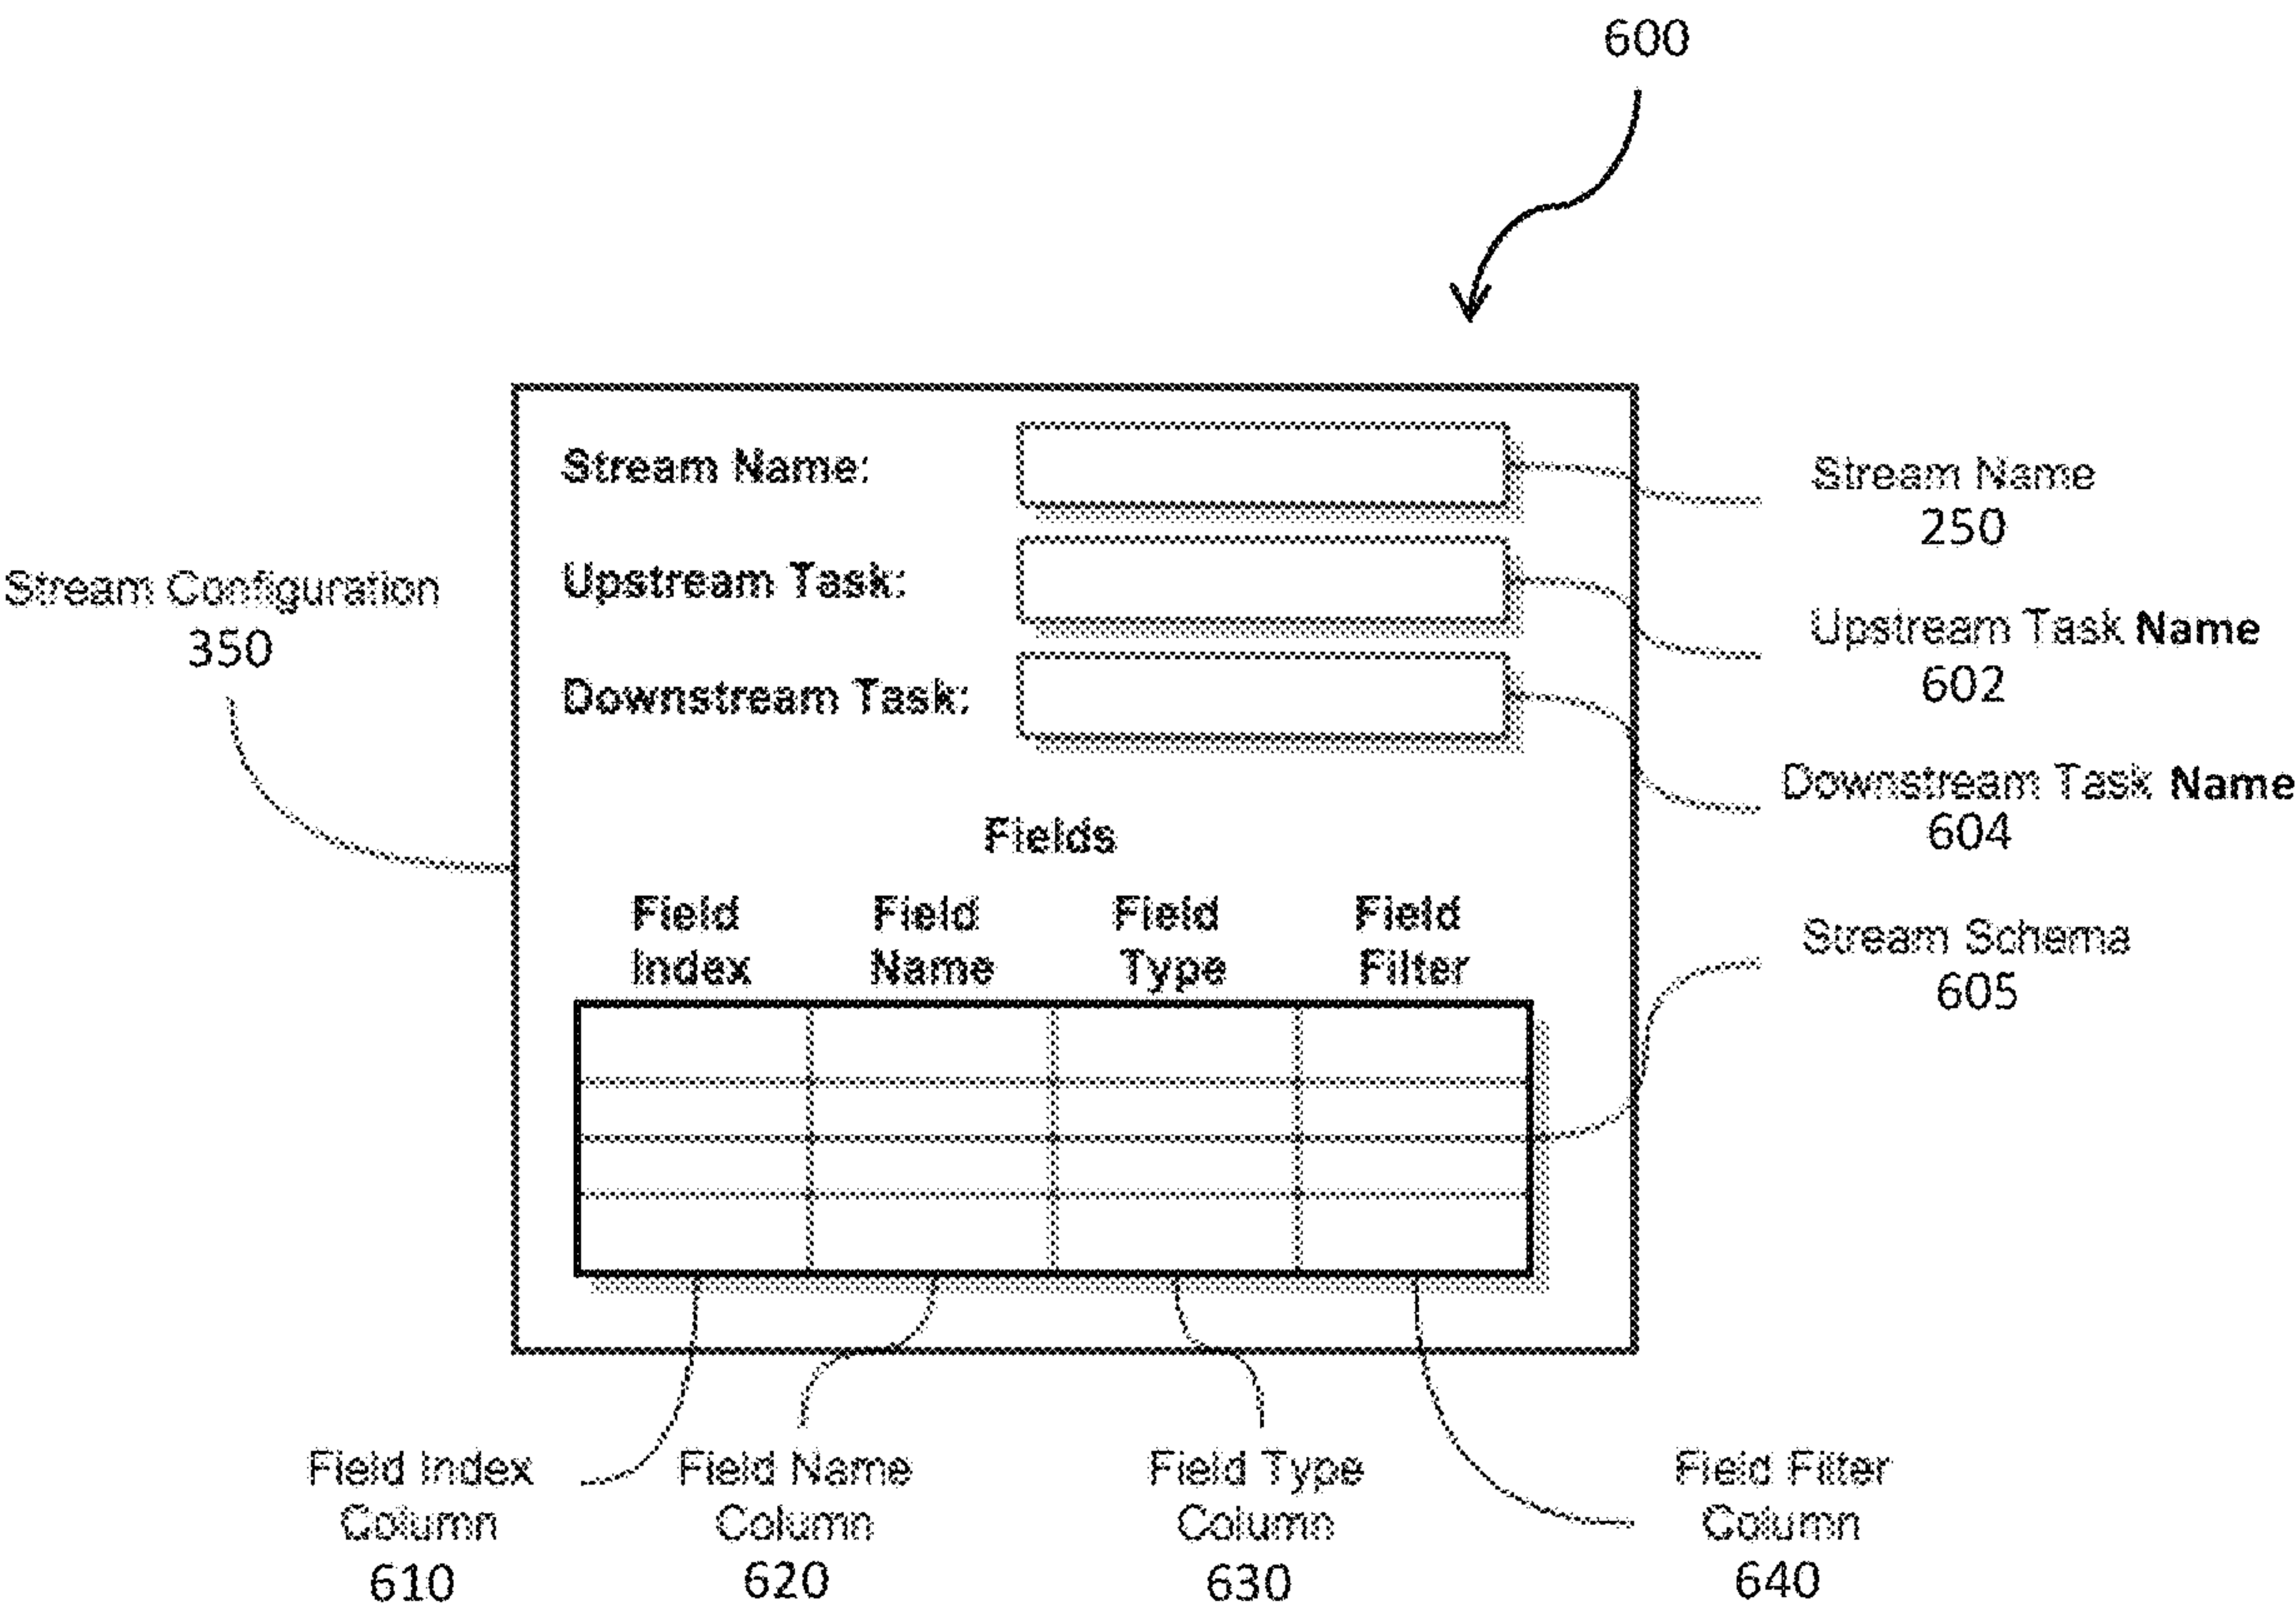 600
Stream Name:
Stream Name
250
Stream Configuration
350
Upstream Task:
Upstream Task Name
602
Downstream Task:
Downstream Task Name
604
Fields
Field Index
Field Name
Field Type
Field Filter
Stream Schema
605
Field Index
Column
610
Field Name
Column
620
Field Type
Column
630
Field Filter
Column
640